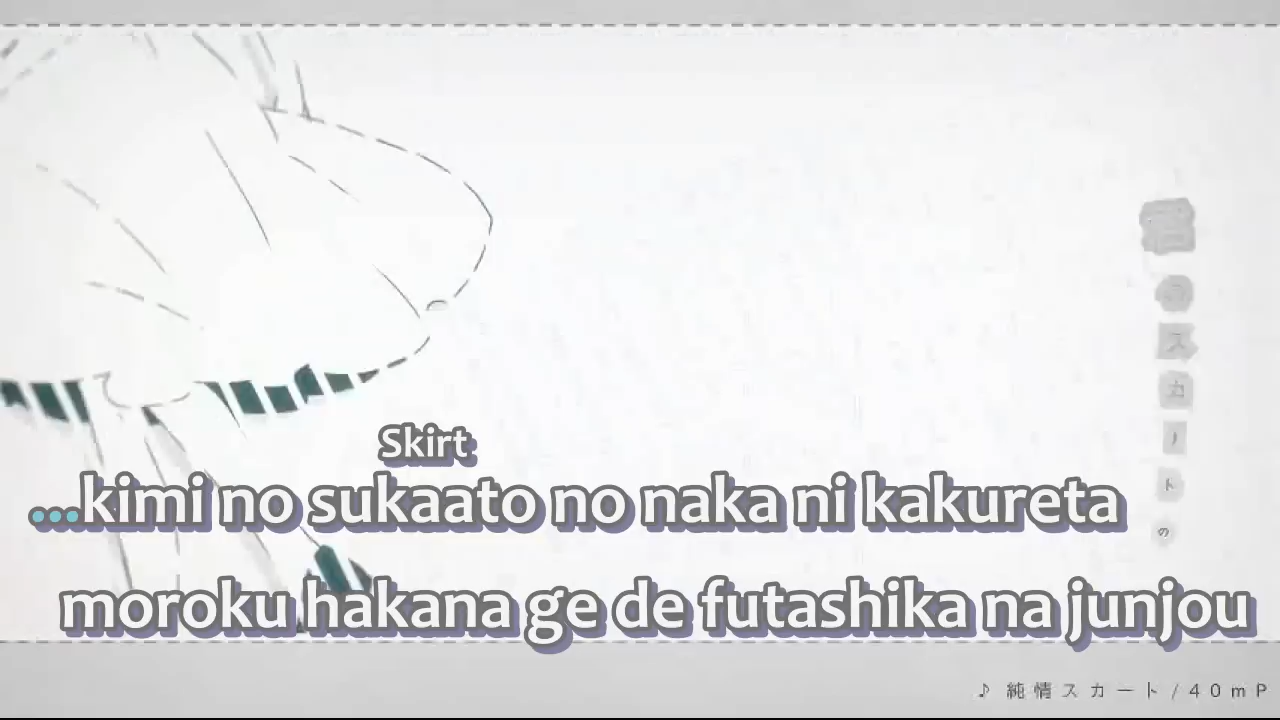 君のスカートの
Skirt
...kimi no sukaato no naka ni kakureta
moroku hakana ge de futashika na junjou
♪ 純情スカート / 40mP